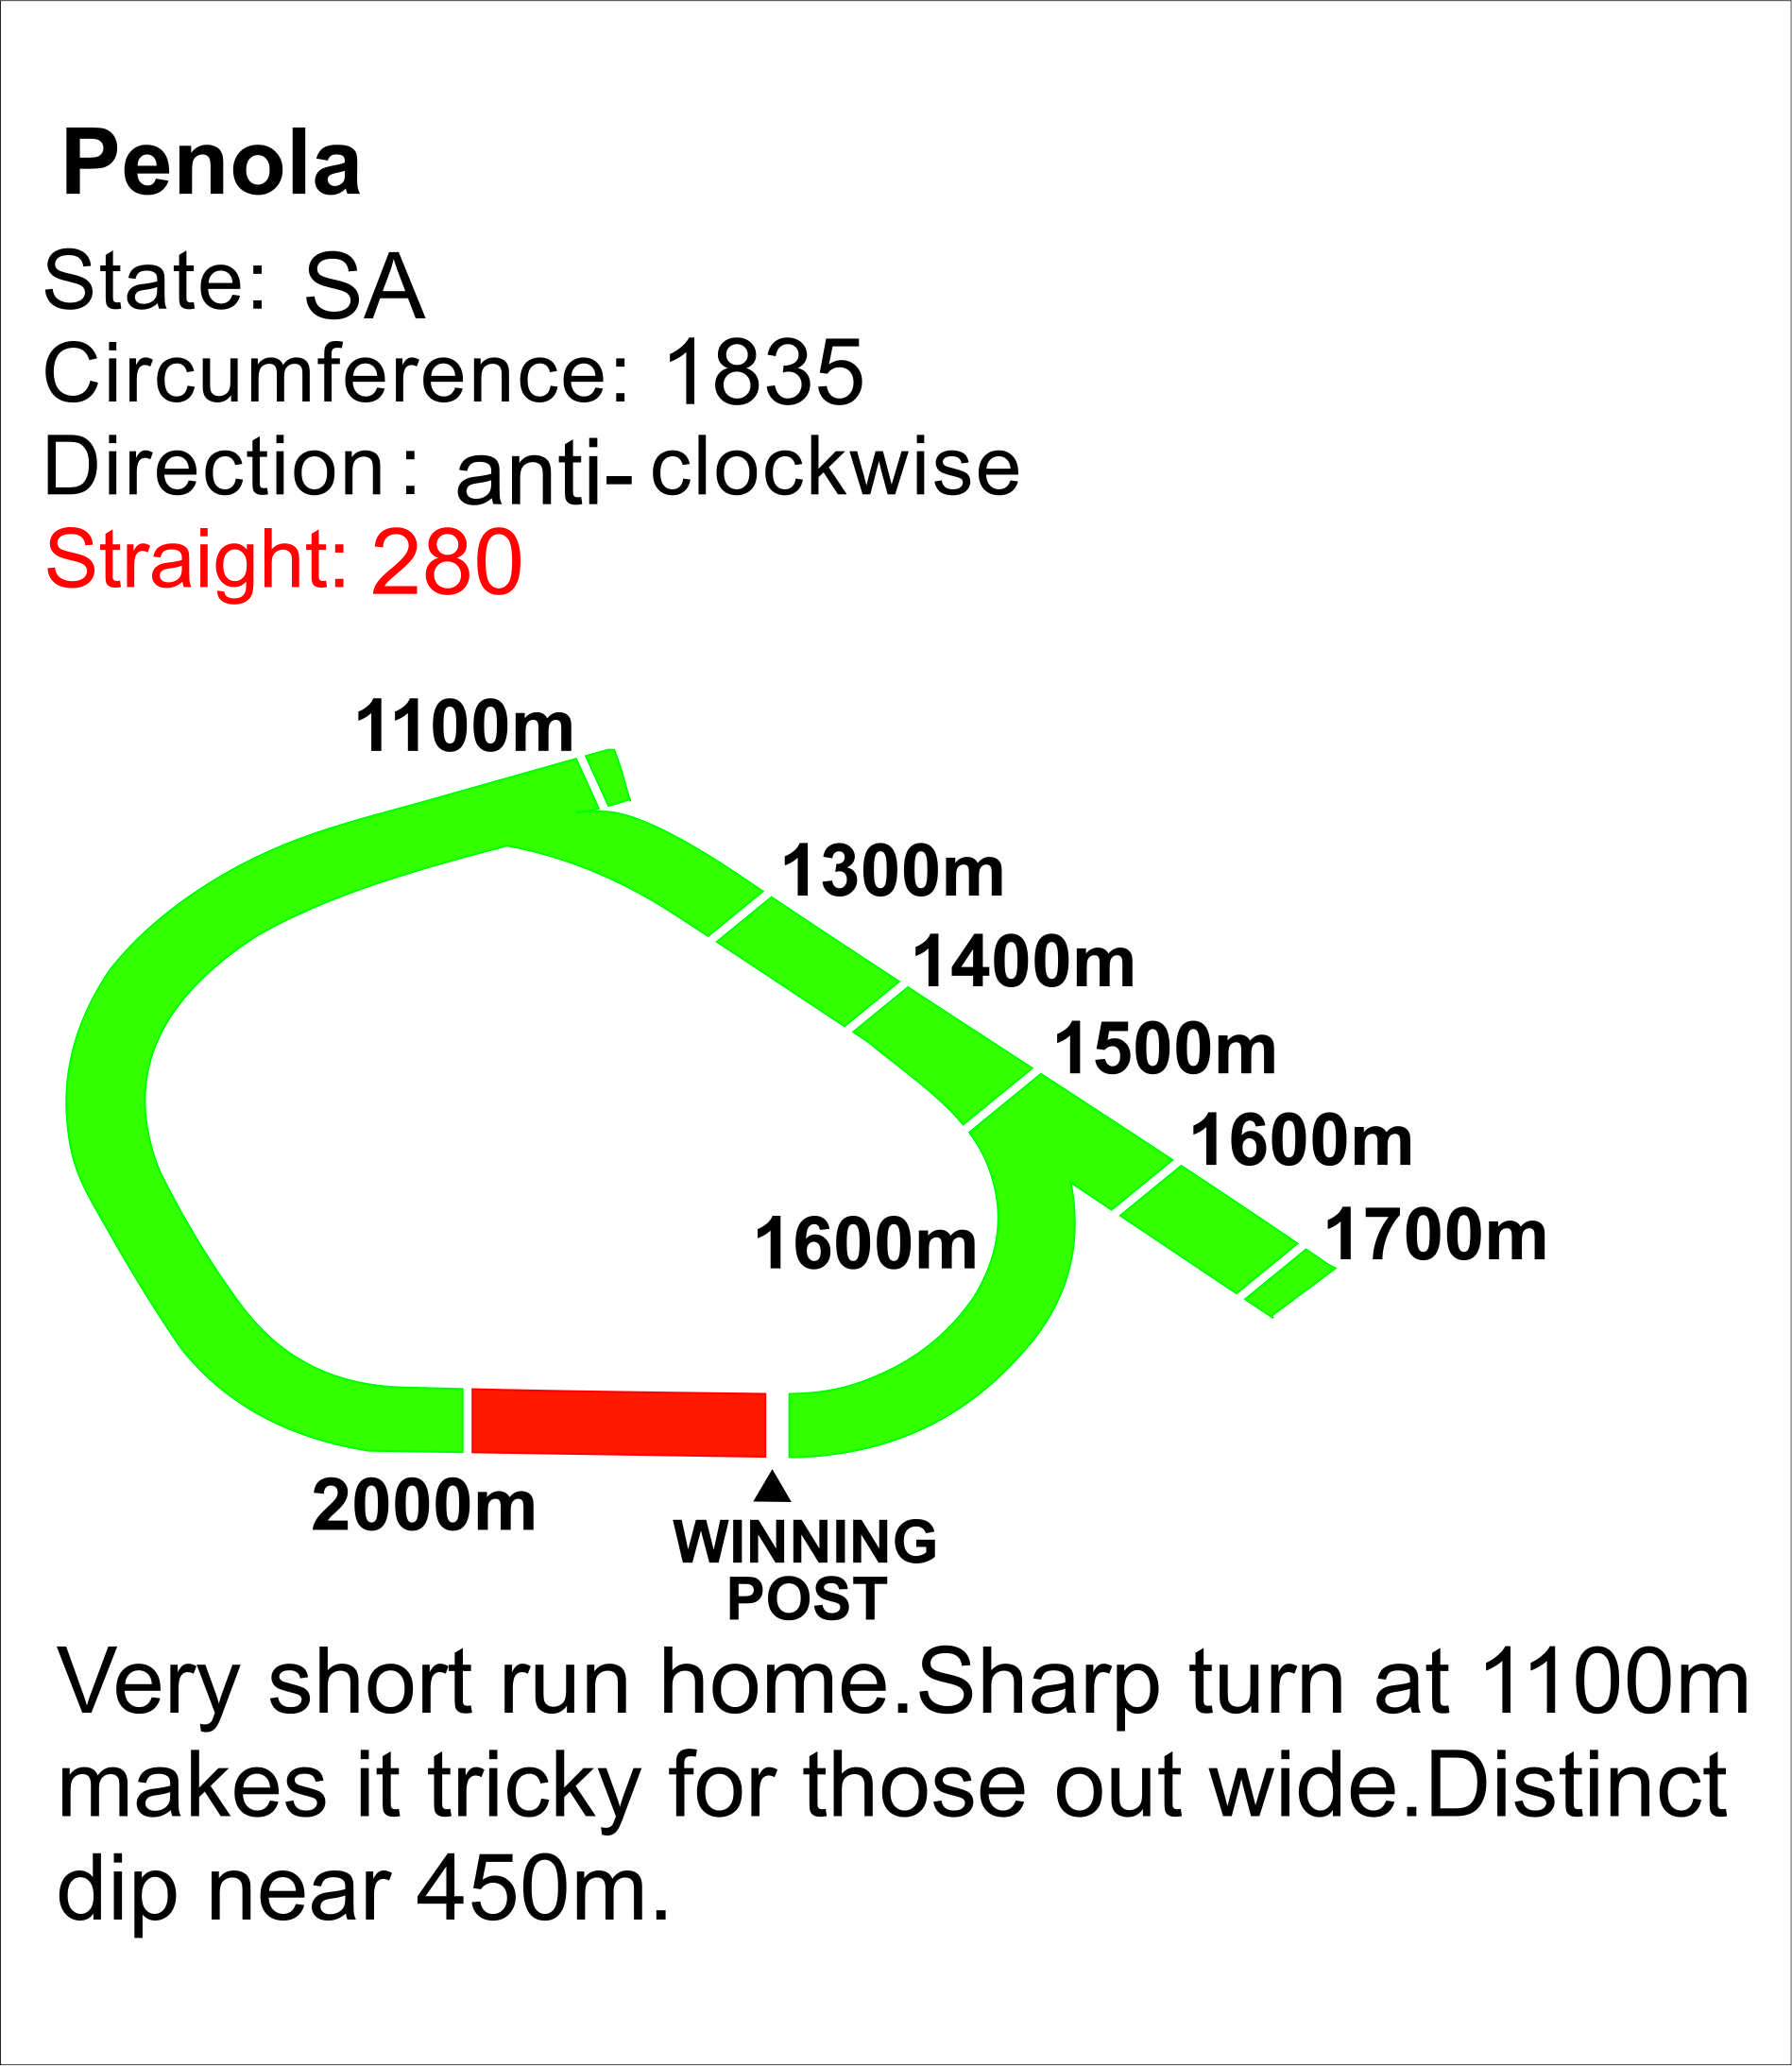 Penola
State: SA
Circumference: 1835
Direction : anti- clockwise
Straight: 280
1100m
1300m
1400m
1500m
1600m
1700m
1600m
2000m
WINNING
POST
Very short run home.Sharp turn at 1100m
makes it tricky for those out wide.Distinct
dip near 450m.